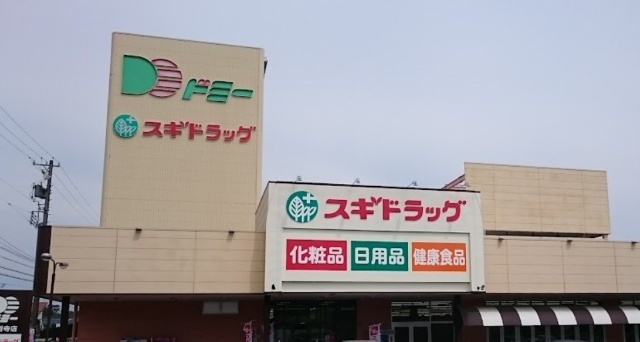 ドミー
スギドラッグ
スギドラッグ
化粧品 日用品 健康食品